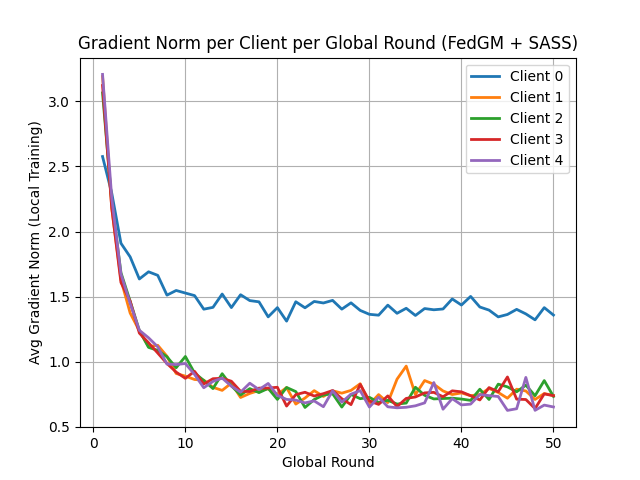 Gradient Norm per Client per Global Round (FedGM + SASS)
Client 0
Client 1
Client 2
Client 3
Client 4
Avg Gradient Norm (Local Training)
3.0
2.5
2.0
1.5
1.0
0.5
0 10 20 30 40 50
Global Round